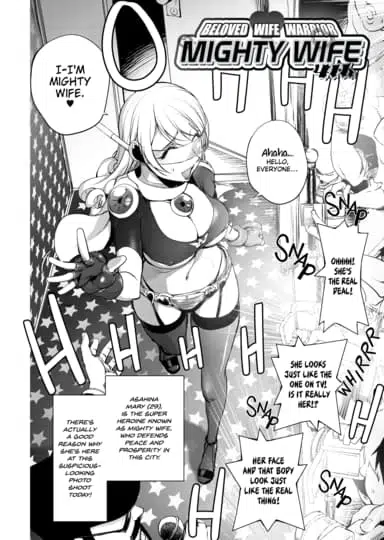 BELOVED WIFE WARRIOR
MIGHTY WIFE
4th
I-I'M
MIGHTY
WIFE.
♥
Ahaha...
HELLO,
EVERYONE...
H
H
H
SNAP
SNAP
OHHHH!
SHE'S
THE REAL
DEAL!
SNAP
WHIRRR
SHE LOOKS
JUST LIKE THE
ONE ON TV!
IS IT REALLY
HER!?
H
H
H
H
ASAHINA
MARY (29),
IS THE SUPER
HEROINE KNOWN
AS MIGHTY WIFE,
WHO DEFENDS
PEACE AND
PROSPERITY IN
THIS CITY.
THERE'S
ACTUALLY
A GOOD
REASON WHY
SHE'S HERE
AT THIS
SUSPICIOUS-
LOOKING
PHOTO
SHOOT
TODAY!
HER FACE
AND THAT BODY
LOOK JUST
LIKE THE REAL
THING!
SNAP
SNAP